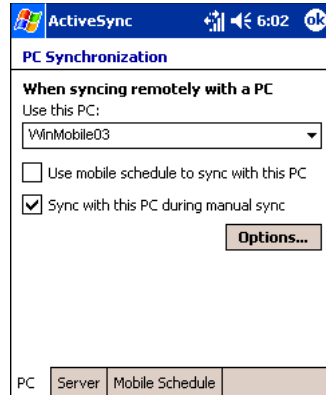 ActiveSync 6:02 ok
PC Synchronization
When syncing remotely with a PC
Use this PC:
WinMobile03
Use mobile schedule to sync with this PC
Sync with this PC during manual sync
Options...
PC Server Mobile Schedule